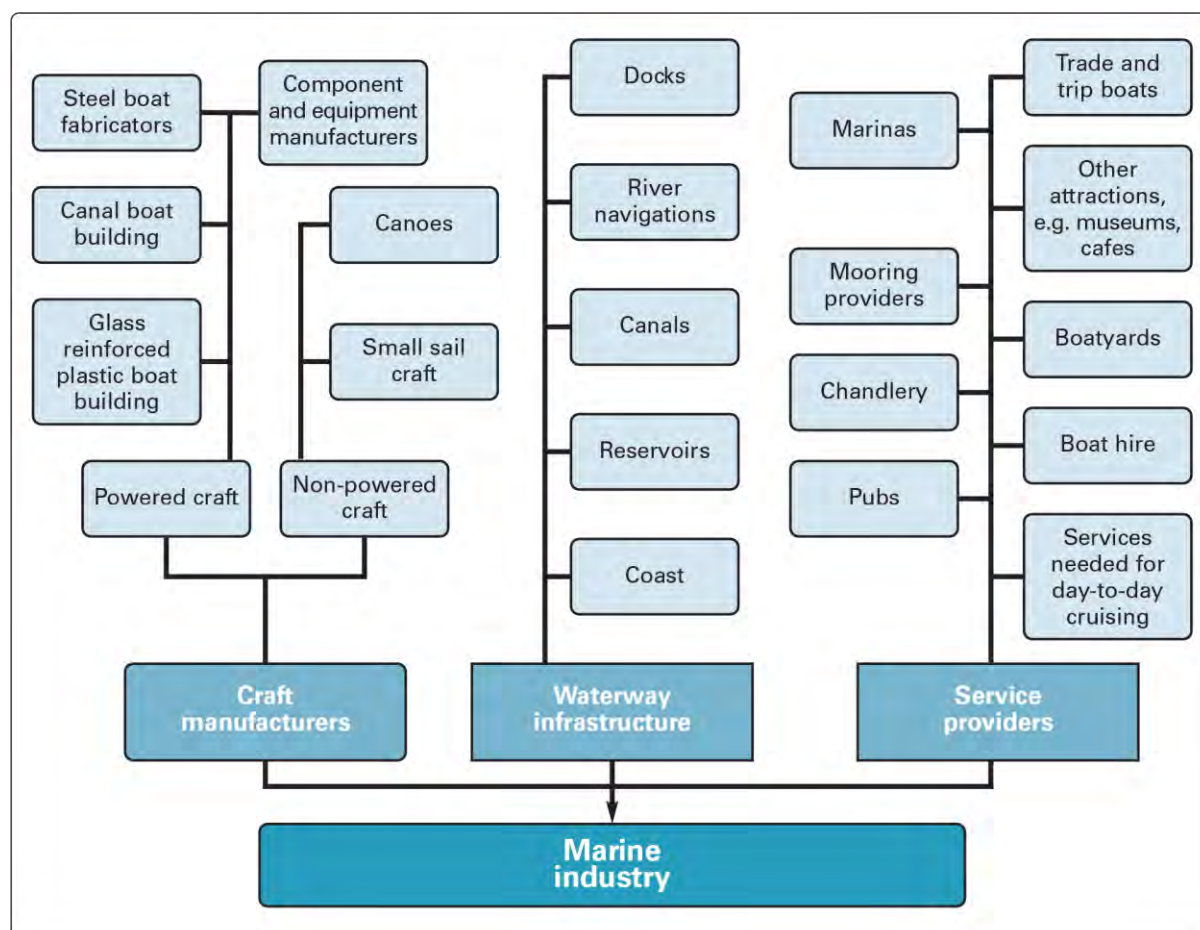 Steel boat
fabricators
Component
and equipment
manufacturers
Canal boat
building
Canoes
Glass
reinforced
plastic boat
building
Small sail
craft
Powered craft
Non-powered
craft
Craft
manufacturers
Docks
River
navigations
Canals
Reservoirs
Coast
Waterway
infrastructure
Marinas
Trade and
trip boats
Other
attractions,
e.g. museums,
cafes
Mooring
providers
Boatyards
Chandlery
Boat hire
Pubs
Services
needed for
day-to-day
cruising
Service
providers
Marine
industry